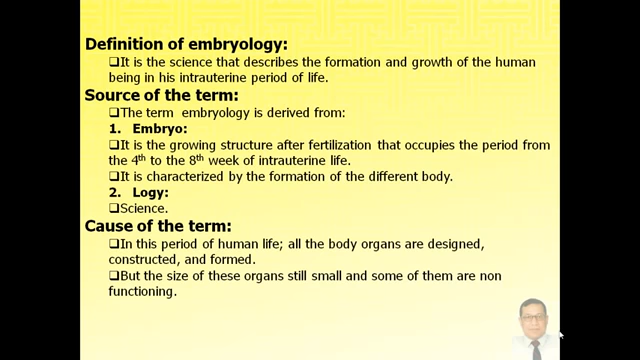 Definition of embryology:
❑It is the science that describes the formation and growth of the human
being in his intrauterine period of life.
Source of the term:
❑The term embryology is derived from:
1. Embryo:
❑It is the growing structure after fertilization that occupies the period from
the 4th to the 8th week of intrauterine life.
❑It is characterized by the formation of the different body.
2. Logy:
❑Science.
Cause of the term:
❑In this period of human life; all the body organs are designed,
constructed, and formed.
❑But the size of these organs still small and some of them are non
functioning.